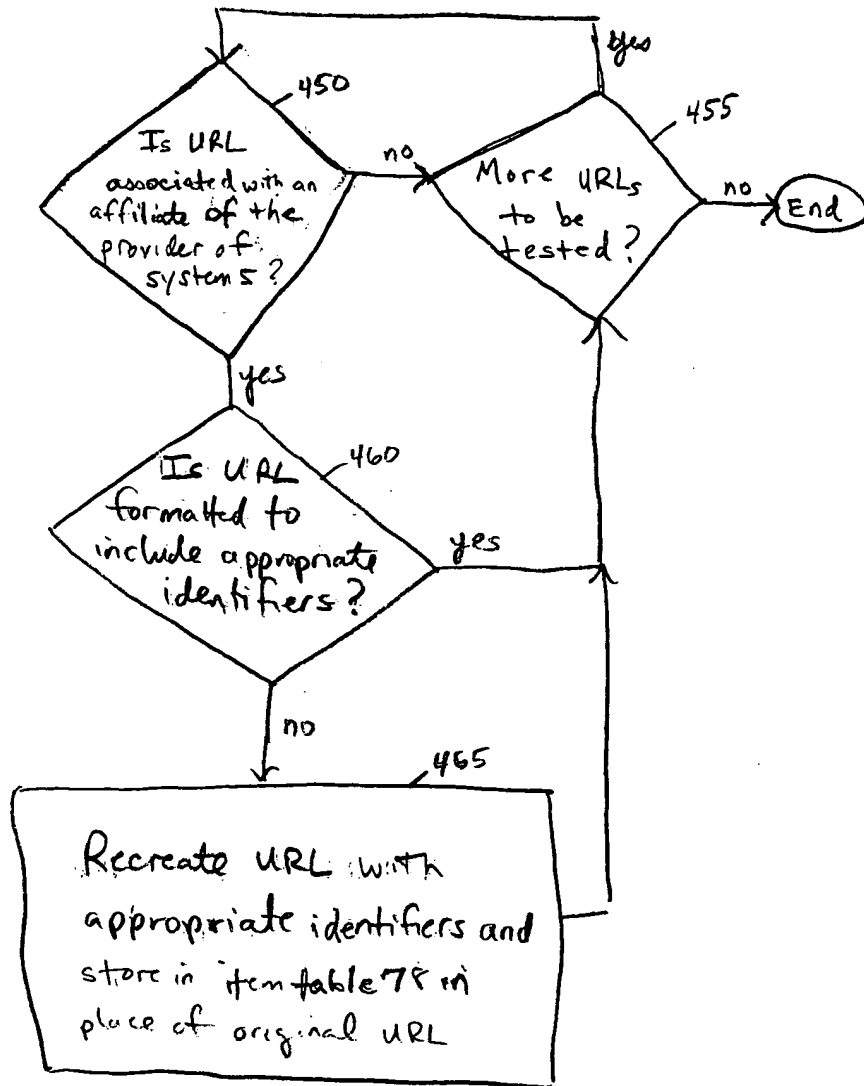 yes
450
455
Is URL
associated with an
affiliate of the
provider of
system 5?
no
More URLs
to be
tested?
no
End
yes
460
Is URL
formatted to
include appropriate
identifiers?
yes
no
465
Recreate URL with
appropriate identifiers and
store in item table 78 in
place of original URL